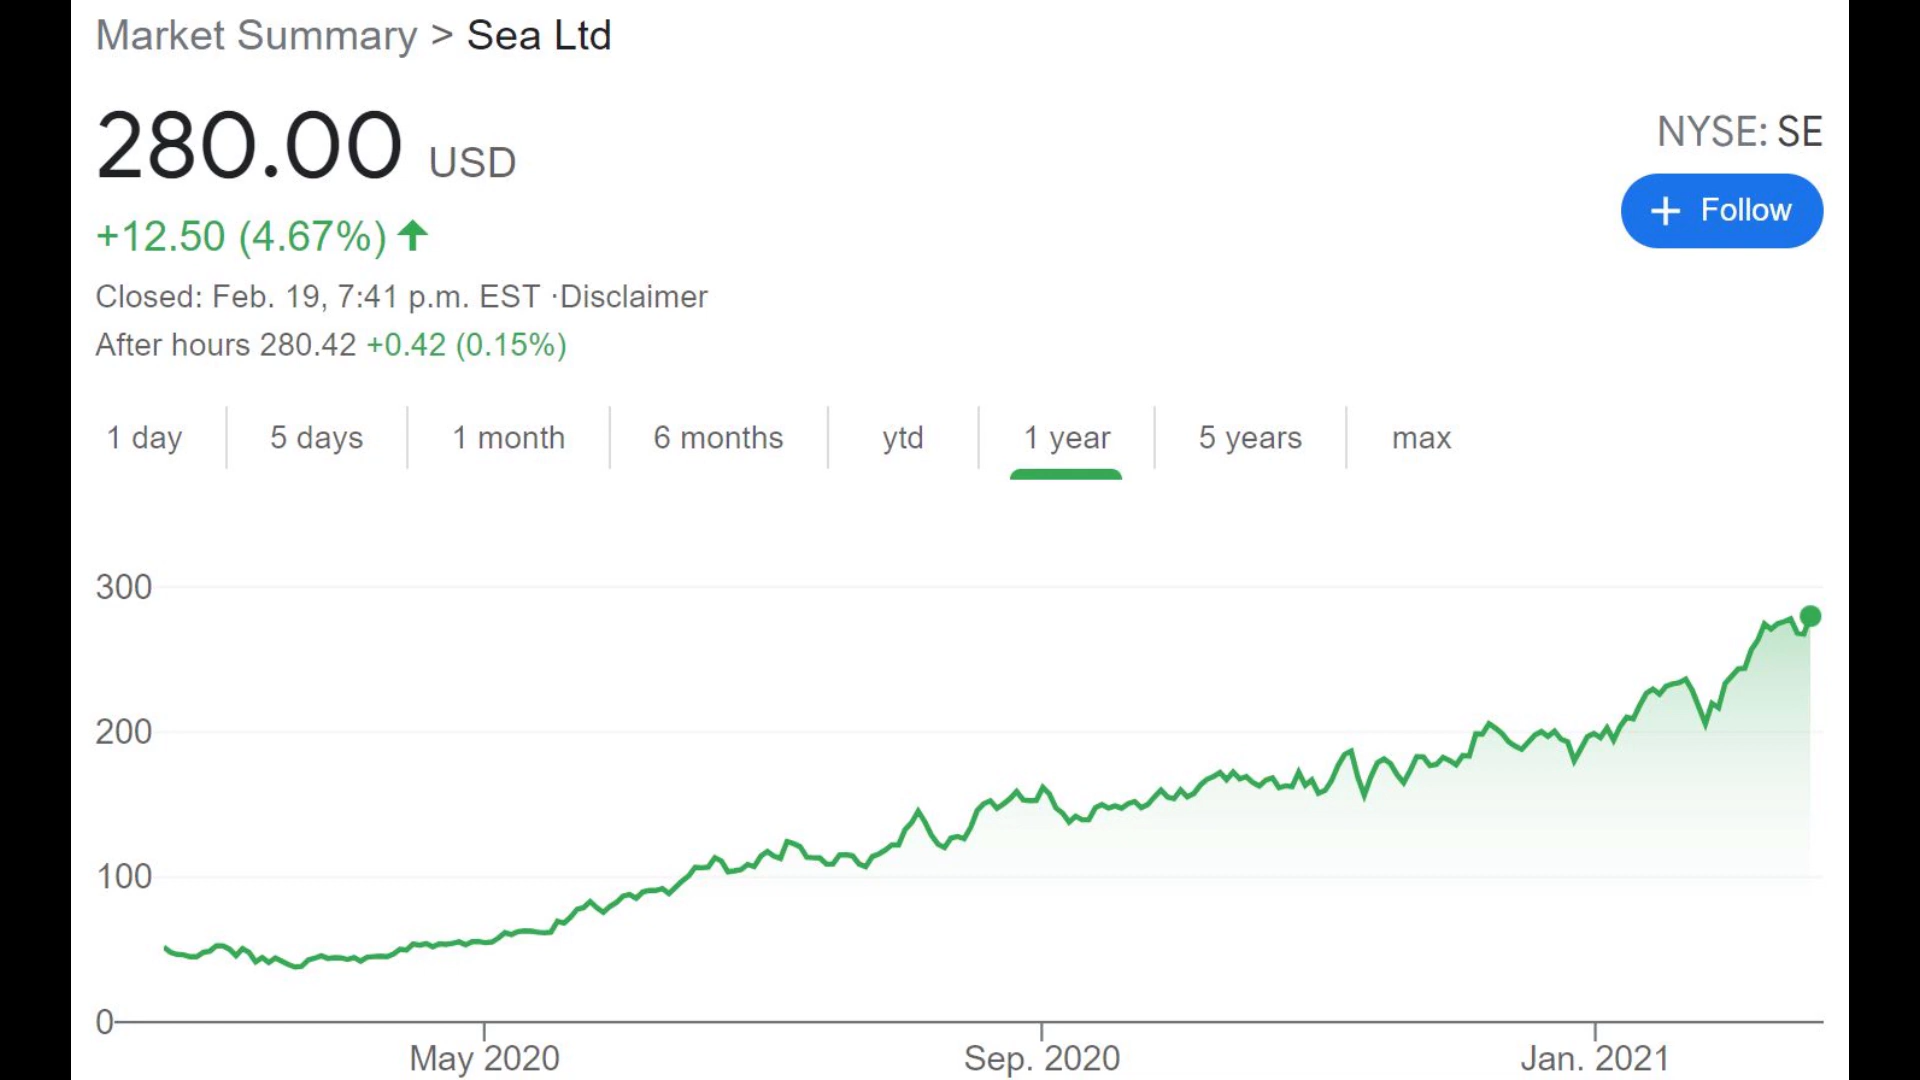 Market Summary > Sea Ltd
280.00 USD
NYSE: SE
+12.50 (4.67%)
+ Follow
Closed: Feb. 19, 7:41 p.m. EST ·Disclaimer
After hours 280.42 +0.42 (0.15%)
1 day 5 days 1 month 6 months ytd 1 year 5 years max
300
200
100
0
May 2020 Sep. 2020 Jan. 2021